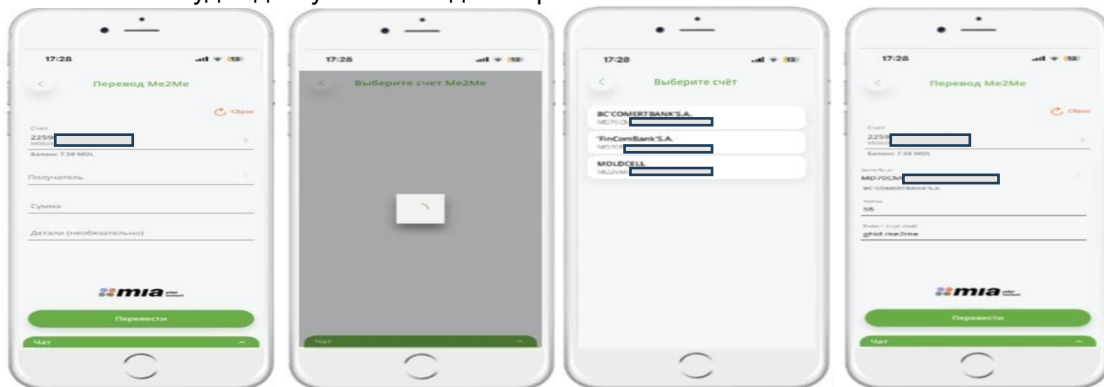 17:28
Перевод Me2Me
Сброс
Счет
2259
Баланс 7.58 MDL
Получатель
Сумма
Детали (необязательно)
mia
Перевести
Чат
17:28
Выберите счет Me2Me
Чат
17:28
Выберите счёт
BC'COMERTBANK'S.A.
'FinComBank'S.A.
MOLDCELL
17:28
Перевод Me2Me
Сброс
Счет
2259
Баланс 7.58 MDL
BC'COMERTBANK'S.A.
ghid me2me
mia
Перевести
Чат